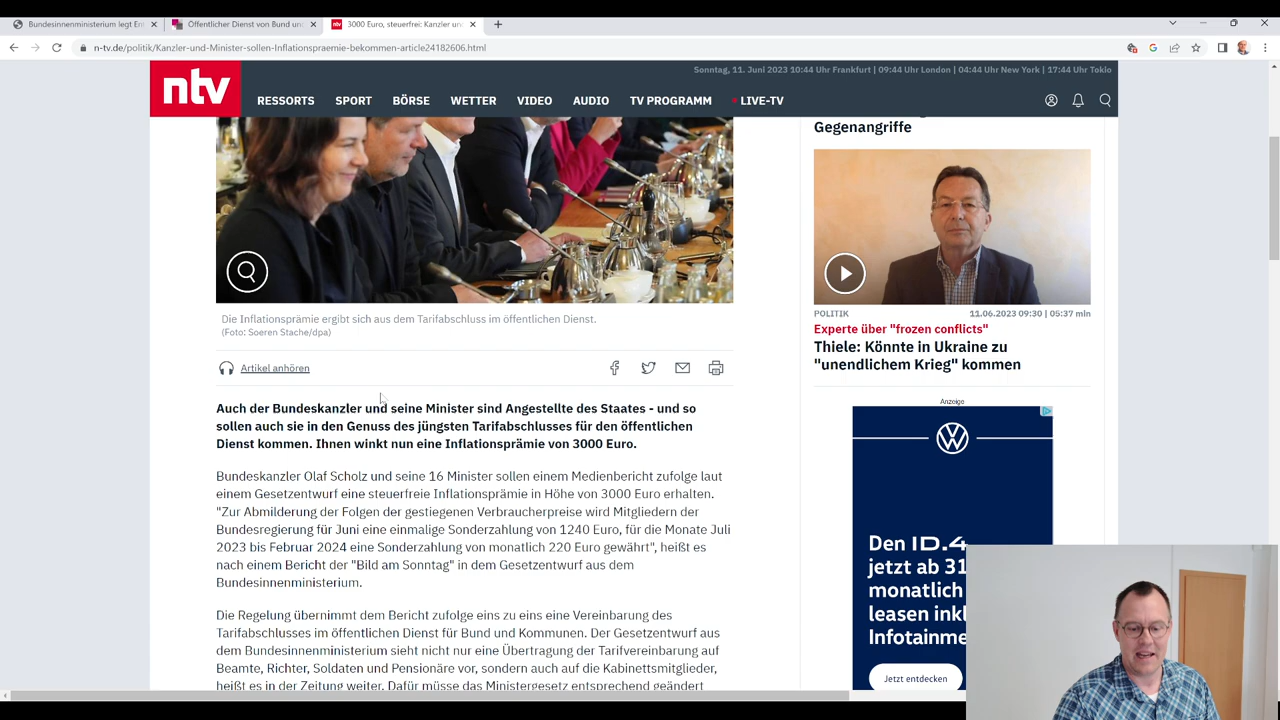 Bundesinnenministerium legt Ent
Öffentlicher Dienst von Bund un
ntv 3000 Euro, steuerfrei: Kanzler un
n-tv.de/politik/Kanzler-und-Minister-sollen-Inflationspraemie-bekommen-article24182606.html
Sonntag, 11. Juni 2023 10:44 Uhr Frankfurt | 09:44 Uhr London | 04:44 Uhr New York | 17:44 Uhr Tokio
ntv
RESSORTS SPORT BÖRSE WETTER VIDEO AUDIO TV PROGRAMM LIVE-TV
Die Inflationsprämie ergibt sich aus dem Tarifabschluss im öffentlichen Dienst.
(Foto: Soeren Stache/dpa)
Artikel anhören
Auch der Bundeskanzler und seine Minister sind Angestellte des Staates - und so
sollen auch sie in den Genuss des jüngsten Tarifabschlusses für den öffentlichen
Dienst kommen. Ihnen winkt nun eine Inflationsprämie von 3000 Euro.
Bundeskanzler Olaf Scholz und seine 16 Minister sollen einem Medienbericht zufolge laut
einem Gesetzentwurf eine steuerfreie Inflationsprämie in Höhe von 3000 Euro erhalten.
"Zur Abmilderung der Folgen der gestiegenen Verbraucherpreise wird Mitgliedern der
Bundesregierung für Juni eine einmalige Sonderzahlung von 1240 Euro, für die Monate Juli
2023 bis Februar 2024 eine Sonderzahlung von monatlich 220 Euro gewährt", heißt es
nach einem Bericht der "Bild am Sonntag" in dem Gesetzentwurf aus dem
Bundesinnenministerium.
Die Regelung übernimmt dem Bericht zufolge eins zu eins eine Vereinbarung des
Tarifabschlusses im öffentlichen Dienst für Bund und Kommunen. Der Gesetzentwurf aus
dem Bundesinnenministerium sieht nicht nur eine Übertragung der Tarifvereinbarung auf
Beamte, Richter, Soldaten und Pensionäre vor, sondern auch auf die Kabinettsmitglieder,
heißt es in der Zeitung weiter. Dafür müsse das Ministergesetz entsprechend geändert
Gegenangriffe
POLITIK 11.06.2023 09:30 | 05:37 min
Experte über "frozen conflicts"
Thiele: Könnte in Ukraine zu
"unendlichem Krieg" kommen
Anzeige
Den ID.4
jetzt ab 31
monatlich
leasen inkl
Infotainme
Jetzt entdecken